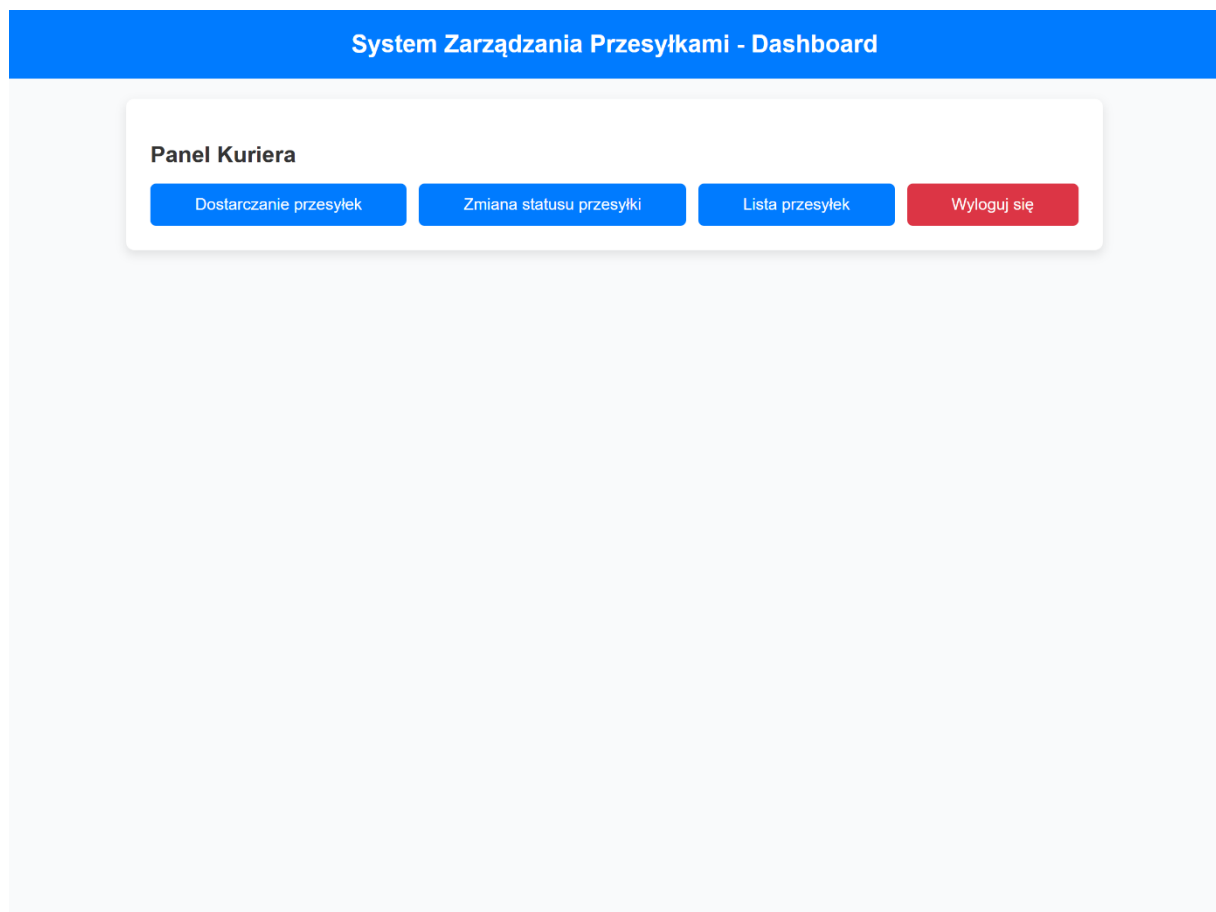 System Zarządzania Przesyłkami - Dashboard
Panel Kuriera
Dostarczanie przesyłek
Zmiana statusu przesyłki
Lista przesyłek
Wyloguj się